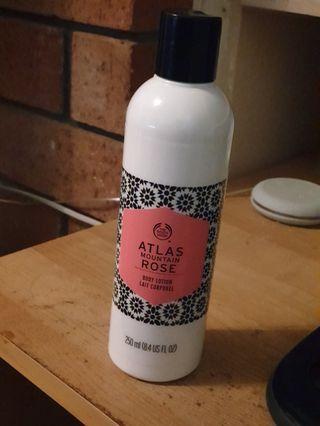 ATLAS
MOUNTAIN
ROSE
BODY LOTION
LAIT CORPOREL
250 ml (8.4 US FL OZ)